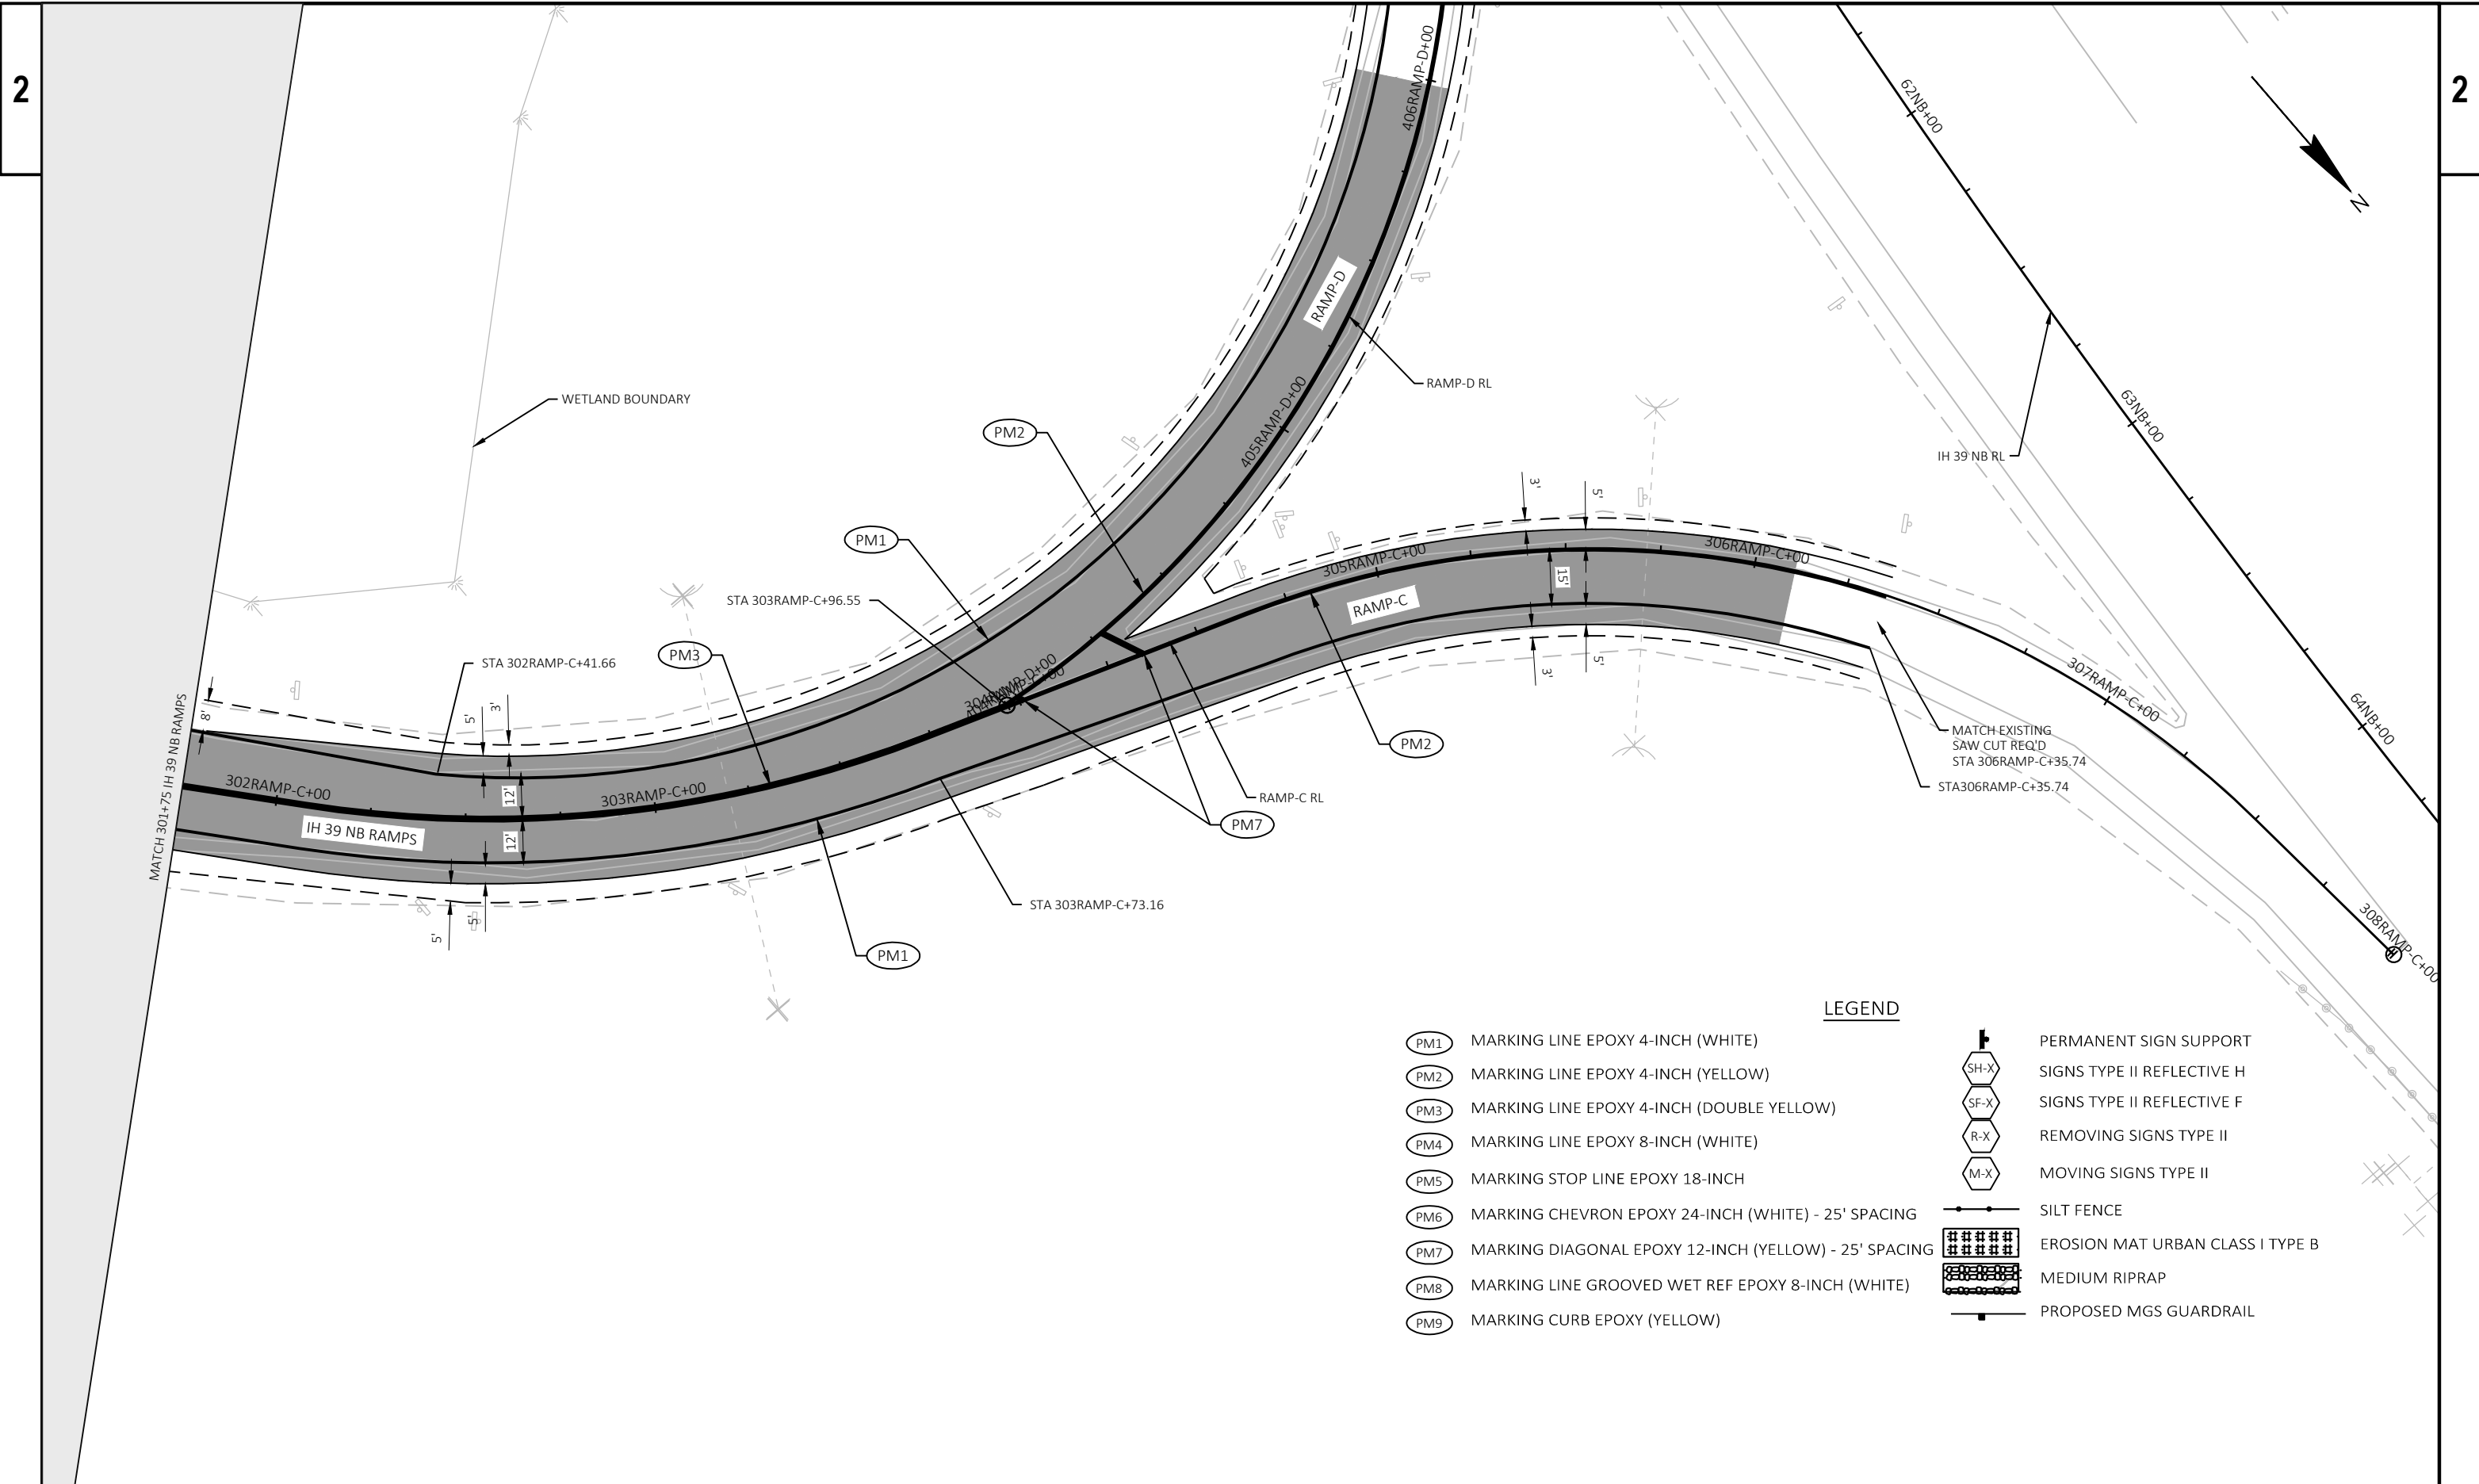 2
2
406RAMP-D+00
62NB+00
N
RAMP-D
RAMP-D RL
WETLAND BOUNDARY
PM2
405RAMP-D+00
63NB+00
IH 39 NB RL
3'
5'
PM1
305RAMP-C+00
306RAMP-C+00
15'
RAMP-C
STA 303RAMP-C+96.55
PM3
STA 302RAMP-C+41.66
3'
5'
307RAMP-C+00
64NB+00
8'
5'
3'
MATCH EXISTING
SAW CUT REQ'D
STA 306RAMP-C+35.74
STA306RAMP-C+35.74
PM2
RAMP-C RL
PM7
MATCH 301+75 IH 39 NB RAMPS
302RAMP-C+00
303RAMP-C+00
12'
12'
IH 39 NB RAMPS
STA 303RAMP-C+73.16
5'
5'
PM1
308RAMP-C+00
LEGEND
PM1 MARKING LINE EPOXY 4-INCH (WHITE)
PM2 MARKING LINE EPOXY 4-INCH (YELLOW)
PM3 MARKING LINE EPOXY 4-INCH (DOUBLE YELLOW)
PM4 MARKING LINE EPOXY 8-INCH (WHITE)
PM5 MARKING STOP LINE EPOXY 18-INCH
PM6 MARKING CHEVRON EPOXY 24-INCH (WHITE) - 25' SPACING
PM7 MARKING DIAGONAL EPOXY 12-INCH (YELLOW) - 25' SPACING
PM8 MARKING LINE GROOVED WET REF EPOXY 8-INCH (WHITE)
PM9 MARKING CURB EPOXY (YELLOW)
PERMANENT SIGN SUPPORT
SH-X SIGNS TYPE II REFLECTIVE H
SF-X SIGNS TYPE II REFLECTIVE F
R-X REMOVING SIGNS TYPE II
M-X MOVING SIGNS TYPE II
SILT FENCE
EROSION MAT URBAN CLASS I TYPE B
MEDIUM RIPRAP
PROPOSED MGS GUARDRAIL